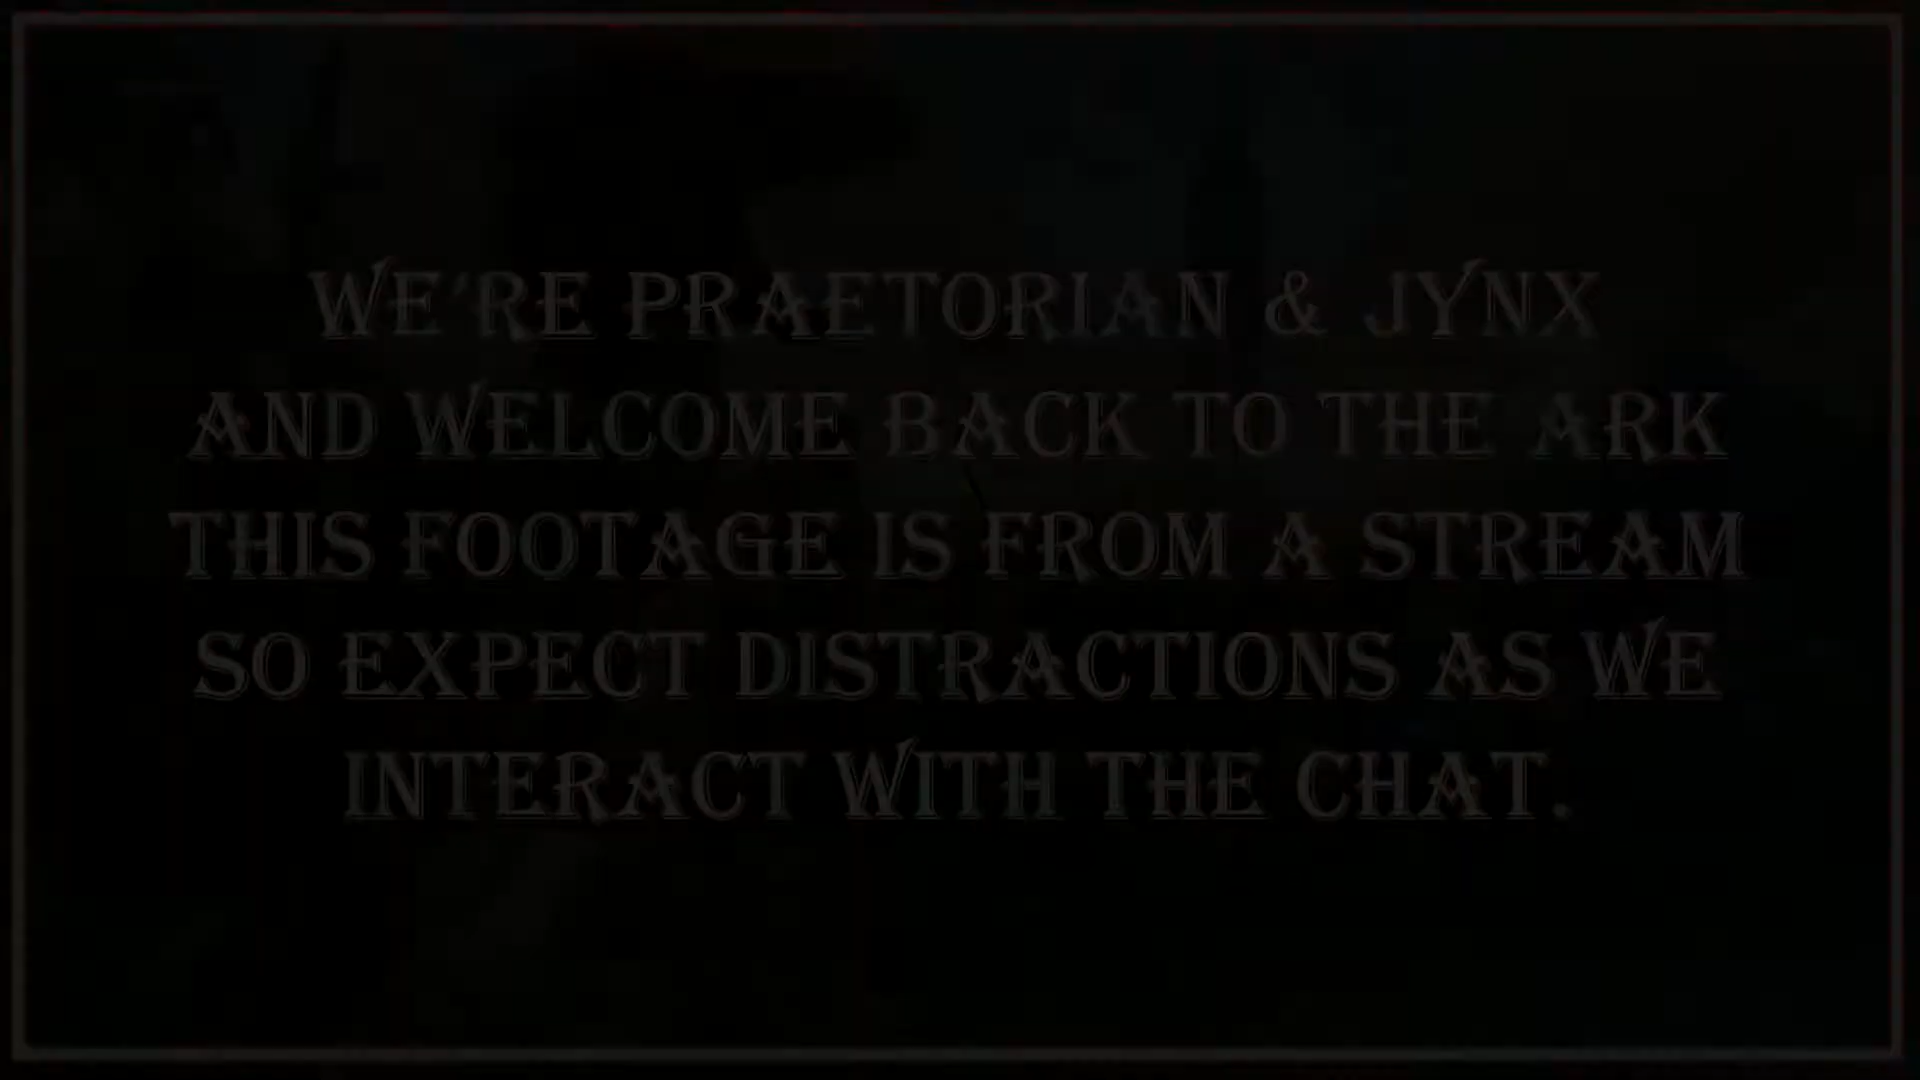 WE'RE PRAETORIAN & JYNX
AND WELCOME BACK TO THE ARK
THIS FOOTAGE IS FROM A STREAM
SO EXPECT DISTRACTIONS AS WE
INTERACT WITH THE CHAT.